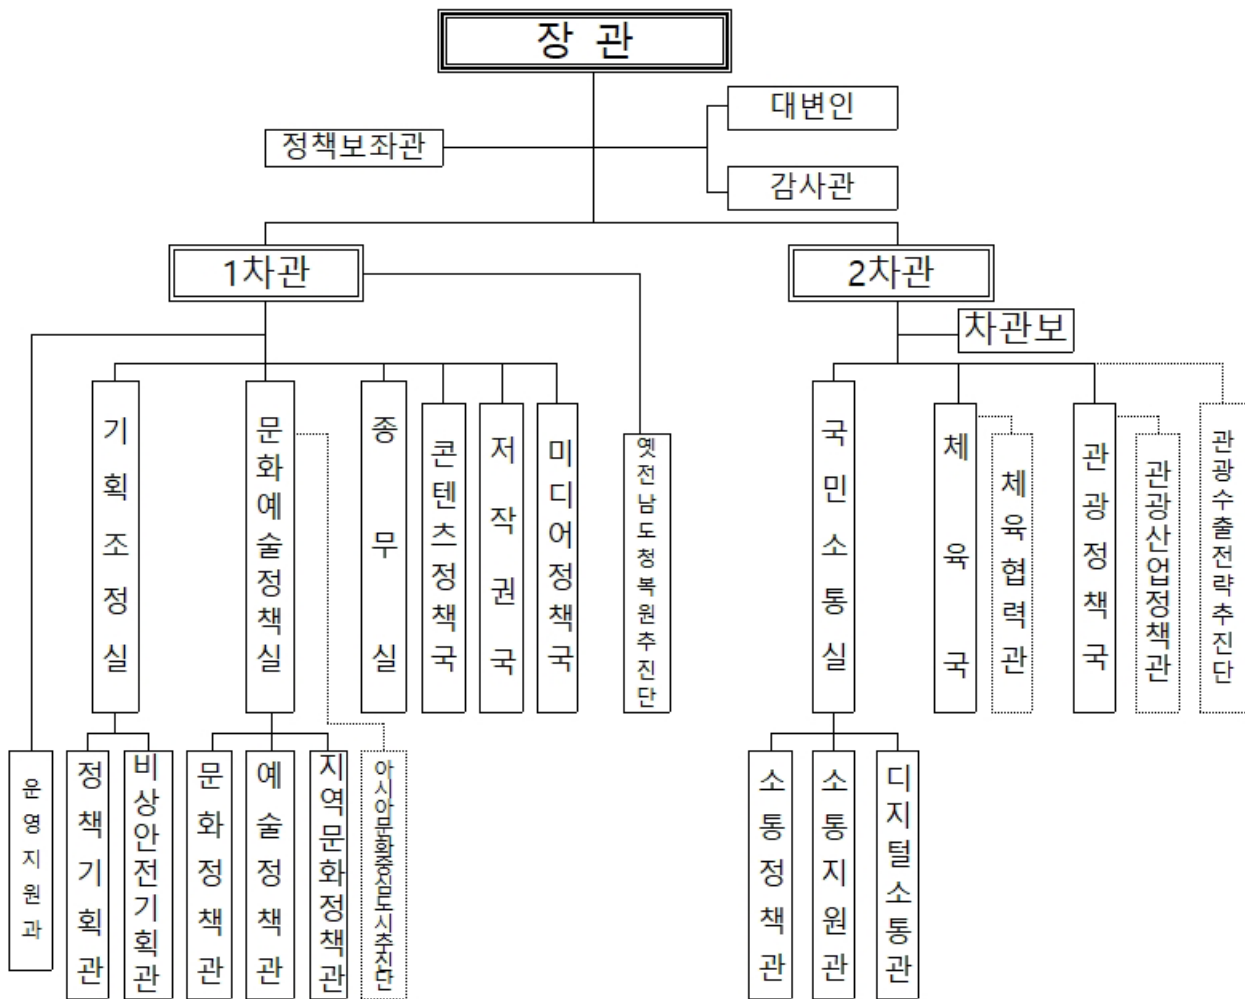 장 관
대변인
정책보좌관
감사관
1차관
2차관
차관보
기획조정실
문화예술정책실
종무실
콘텐츠정책국
저작권국
미디어정책국
옛전남도청복원추진단
국민소통실
체육국
체육협력관
관광정책국
관광산업정책관
관광수출전략추진단
운영지원과
정책기획관
비상안전기획관
문화정책관
예술정책관
지역문화정책관
아시아문화중심도시추진단
소통정책관
소통지원관
디지털소통관